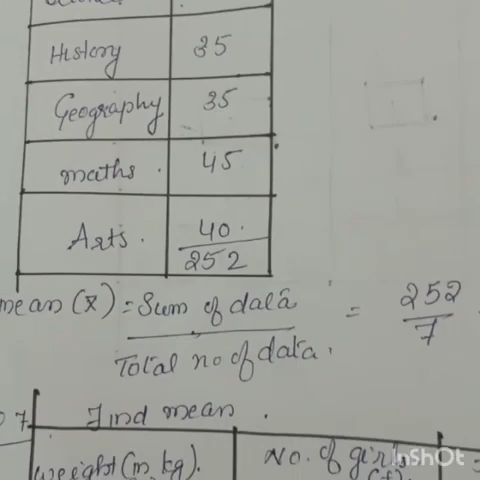 History 35
Geography 35
maths. 45
Arts. 40.
252
mean (x̄) = Sum of data = 252
Total no of data. 7
7 Find mean.
weight (in kg). No. of girls
(f)
InShOt